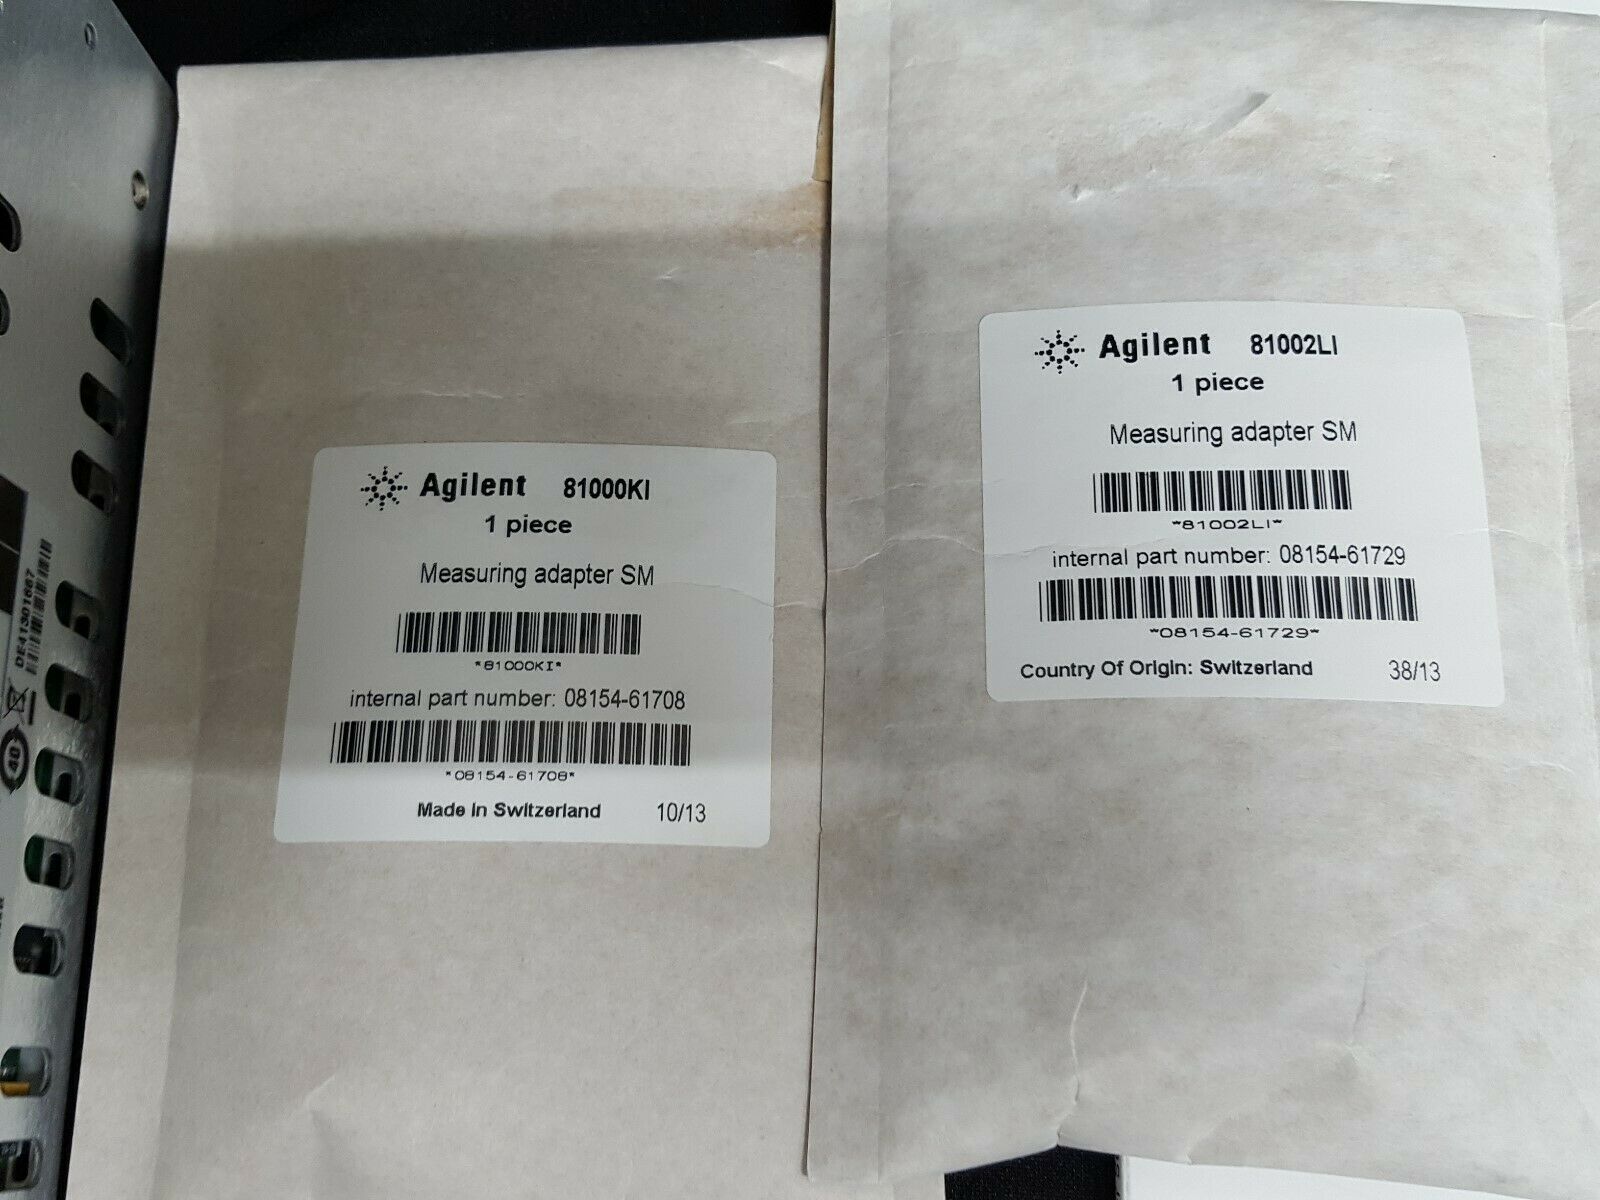 DE41301687
40
Agilent 81000KI
1 piece
Measuring adapter SM
*81000KI*
internal part number: 08154-61708
*08154-61708*
Made in Switzerland 10/13
Agilent 81002LI
1 piece
Measuring adapter SM
*81002LI*
internal part number: 08154-61729
*08154-61729*
Country Of Origin: Switzerland 38/13